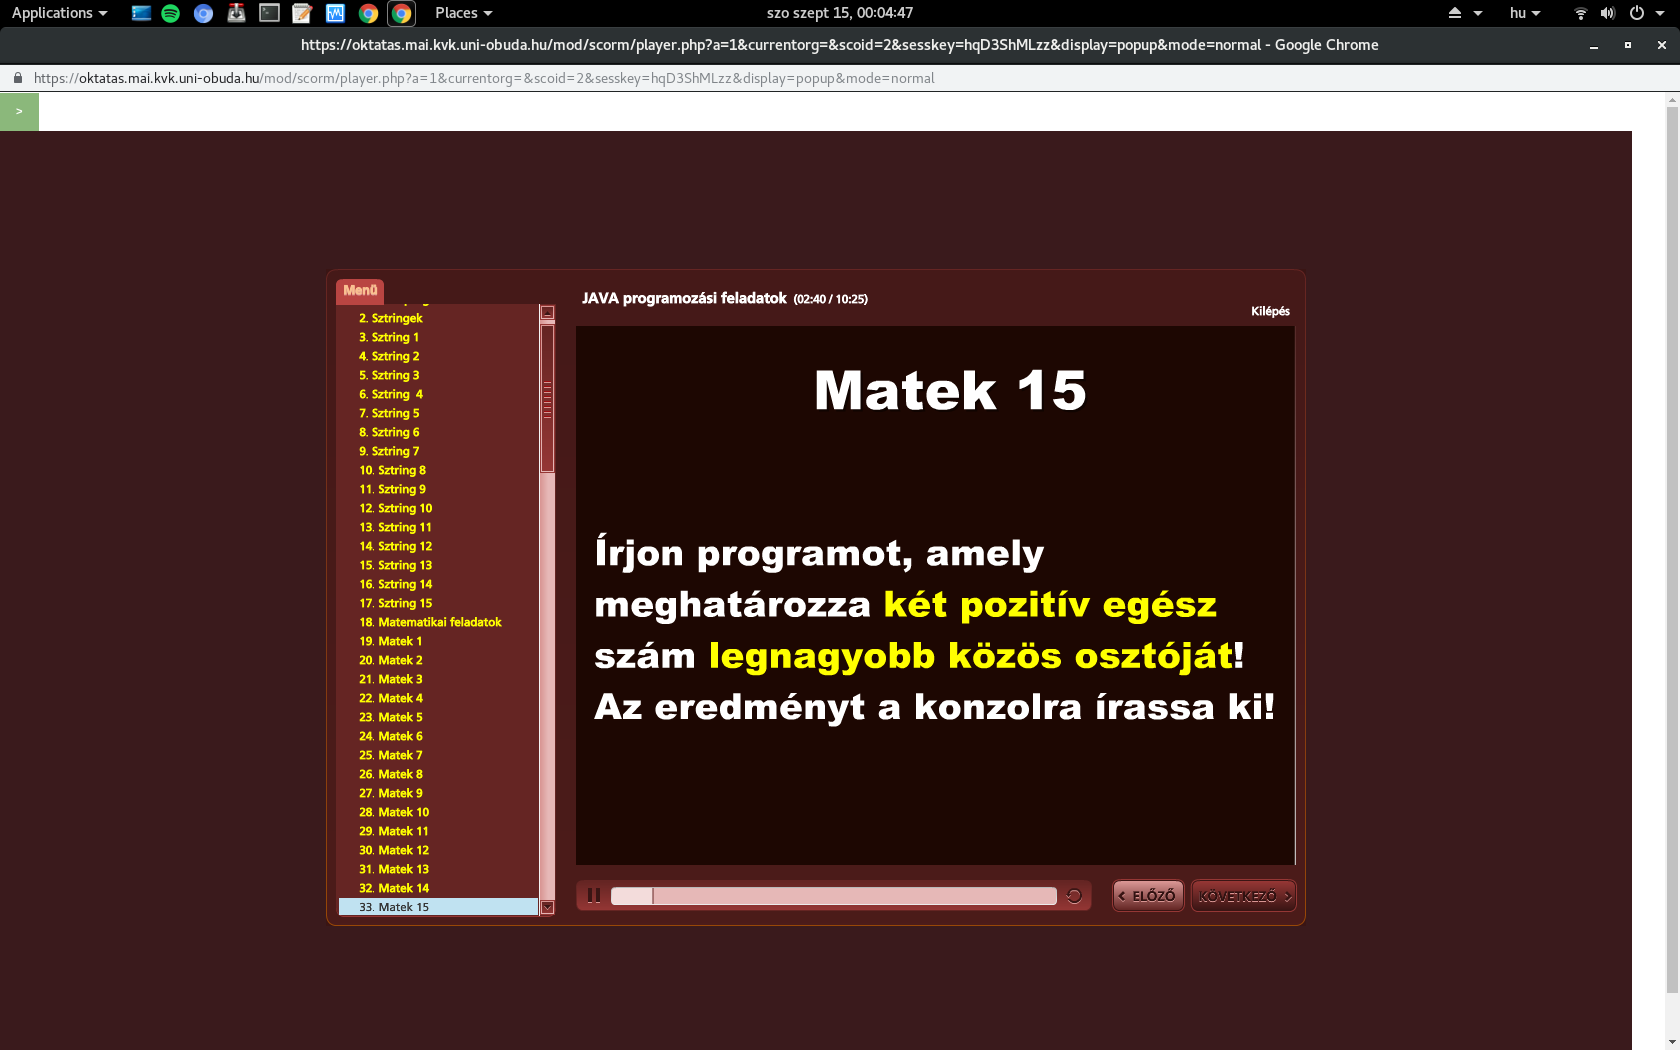 Applications
Places
szo szept 15, 00:04:47
hu
https://oktatas.mai.kvk.uni-obuda.hu/mod/scorm/player.php?a=1&currentorg=&scoid=2&sesskey=hqD3ShMLzz&display=popup&mode=normal - Google Chrome
https://oktatas.mai.kvk.uni-obuda.hu/mod/scorm/player.php?a=1&currentorg=&scoid=2&sesskey=hqD3ShMLzz&display=popup&mode=normal
>
Menü
2. Sztringek
3. Sztring 1
4. Sztring 2
5. Sztring 3
6. Sztring 4
7. Sztring 5
8. Sztring 6
9. Sztring 7
10. Sztring 8
11. Sztring 9
12. Sztring 10
13. Sztring 11
14. Sztring 12
15. Sztring 13
16. Sztring 14
17. Sztring 15
18. Matematikai feladatok
19. Matek 1
20. Matek 2
21. Matek 3
22. Matek 4
23. Matek 5
24. Matek 6
25. Matek 7
26. Matek 8
27. Matek 9
28. Matek 10
29. Matek 11
30. Matek 12
31. Matek 13
32. Matek 14
33. Matek 15
JAVA programozási feladatok (02:40 / 10:25)
Kilépés
Matek 15
Írjon programot, amely
meghatározza két pozitív egész
szám legnagyobb közös osztóját!
Az eredményt a konzolra írassa ki!
< ELŐZŐ
KÖVETKEZŐ >